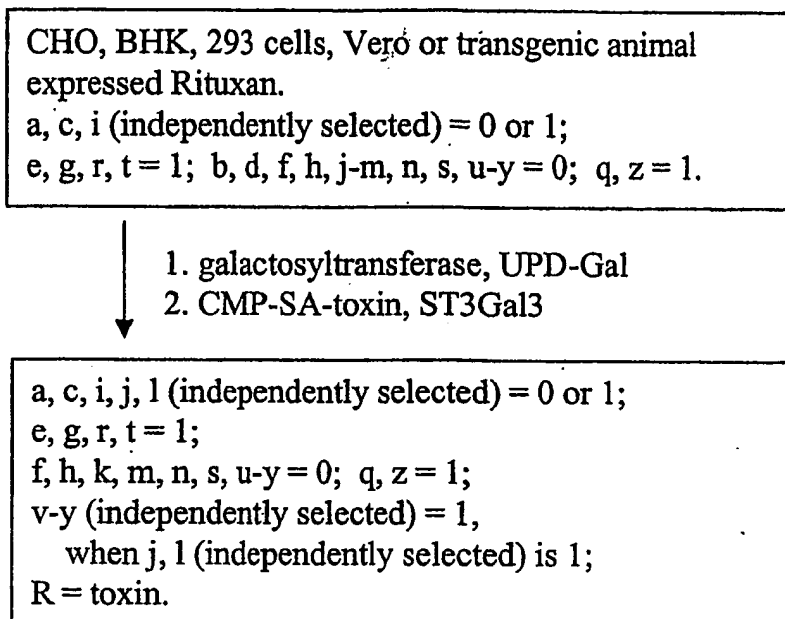 CHO, BHK, 293 cells, Vero or transgenic animal
expressed Rituxan.
a, c, i (independently selected) = 0 or 1;
e, g, r, t = 1; b, d, f, h, j-m, n, s, u-y = 0; q, z = 1.
1. galactosyltransferase, UPD-Gal
2. CMP-SA-toxin, ST3Gal3
a, c, i, j, l (independently selected) = 0 or 1;
e, g, r, t = 1;
f, h, k, m, n, s, u-y = 0; q, z = 1;
v-y (independently selected) = 1,
when j, l (independently selected) is 1;
R = toxin.